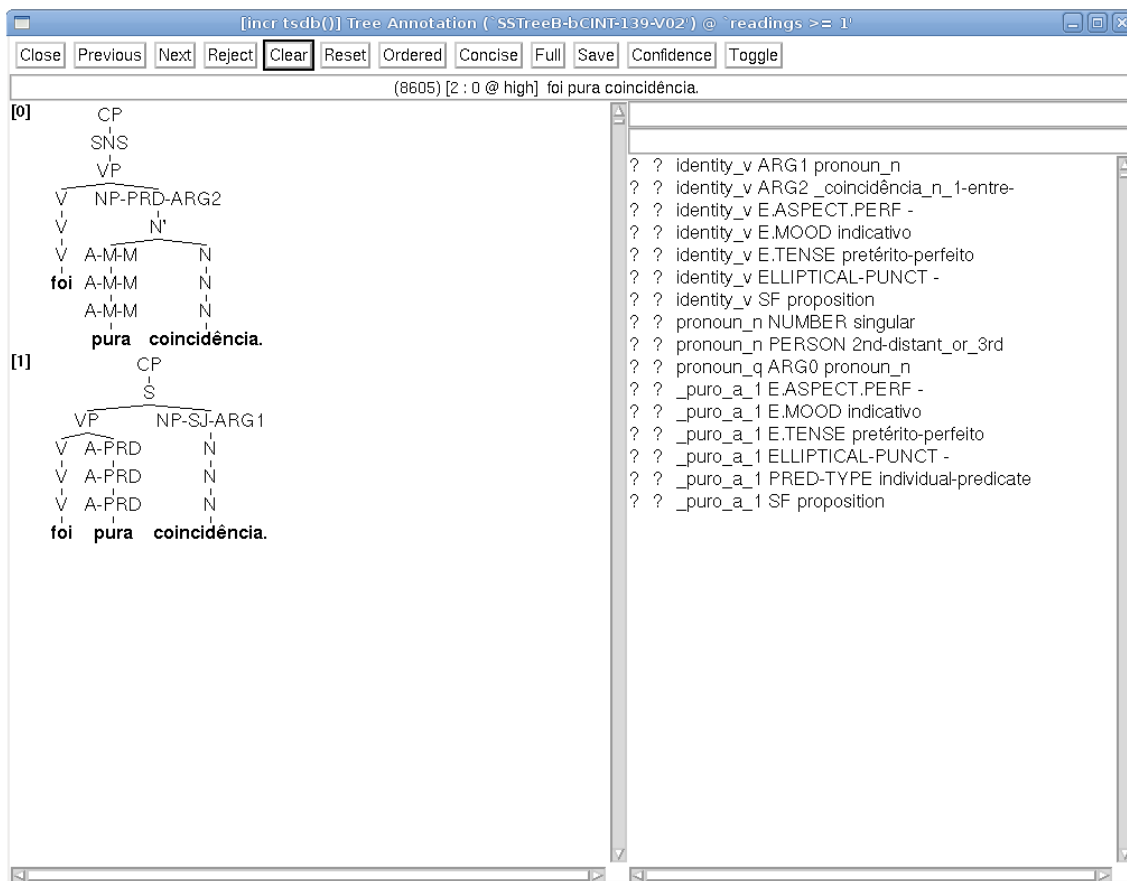 [incr tsdb()] Tree Annotation (`SSTreeB-bCINT-139-V02') @ `readings >= 1'
Close Previous Next Reject Clear Reset Ordered Concise Full Save Confidence Toggle
(8605) [2 : 0 @ high] foi pura coincidência.
[0]
CP
SNS
VP
V NP-PRD-ARG2
V N'
V A-M-M N
foi A-M-M N
A-M-M N
pura coincidência.
[1]
CP
S
VP NP-SJ-ARG1
V A-PRD N
V A-PRD N
V A-PRD N
foi pura coincidência.
? ? identity_v ARG1 pronoun_n
? ? identity_v ARG2 _coincidência_n_1-entre-
? ? identity_v E.ASPECT.PERF -
? ? identity_v E.MOOD indicativo
? ? identity_v E.TENSE pretérito-perfeito
? ? identity_v ELLIPTICAL-PUNCT -
? ? identity_v SF proposition
? ? pronoun_n NUMBER singular
? ? pronoun_n PERSON 2nd-distant_or_3rd
? ? pronoun_q ARG0 pronoun_n
? ? _puro_a_1 E.ASPECT.PERF -
? ? _puro_a_1 E.MOOD indicativo
? ? _puro_a_1 E.TENSE pretérito-perfeito
? ? _puro_a_1 ELLIPTICAL-PUNCT -
? ? _puro_a_1 PRED-TYPE individual-predicate
? ? _puro_a_1 SF proposition